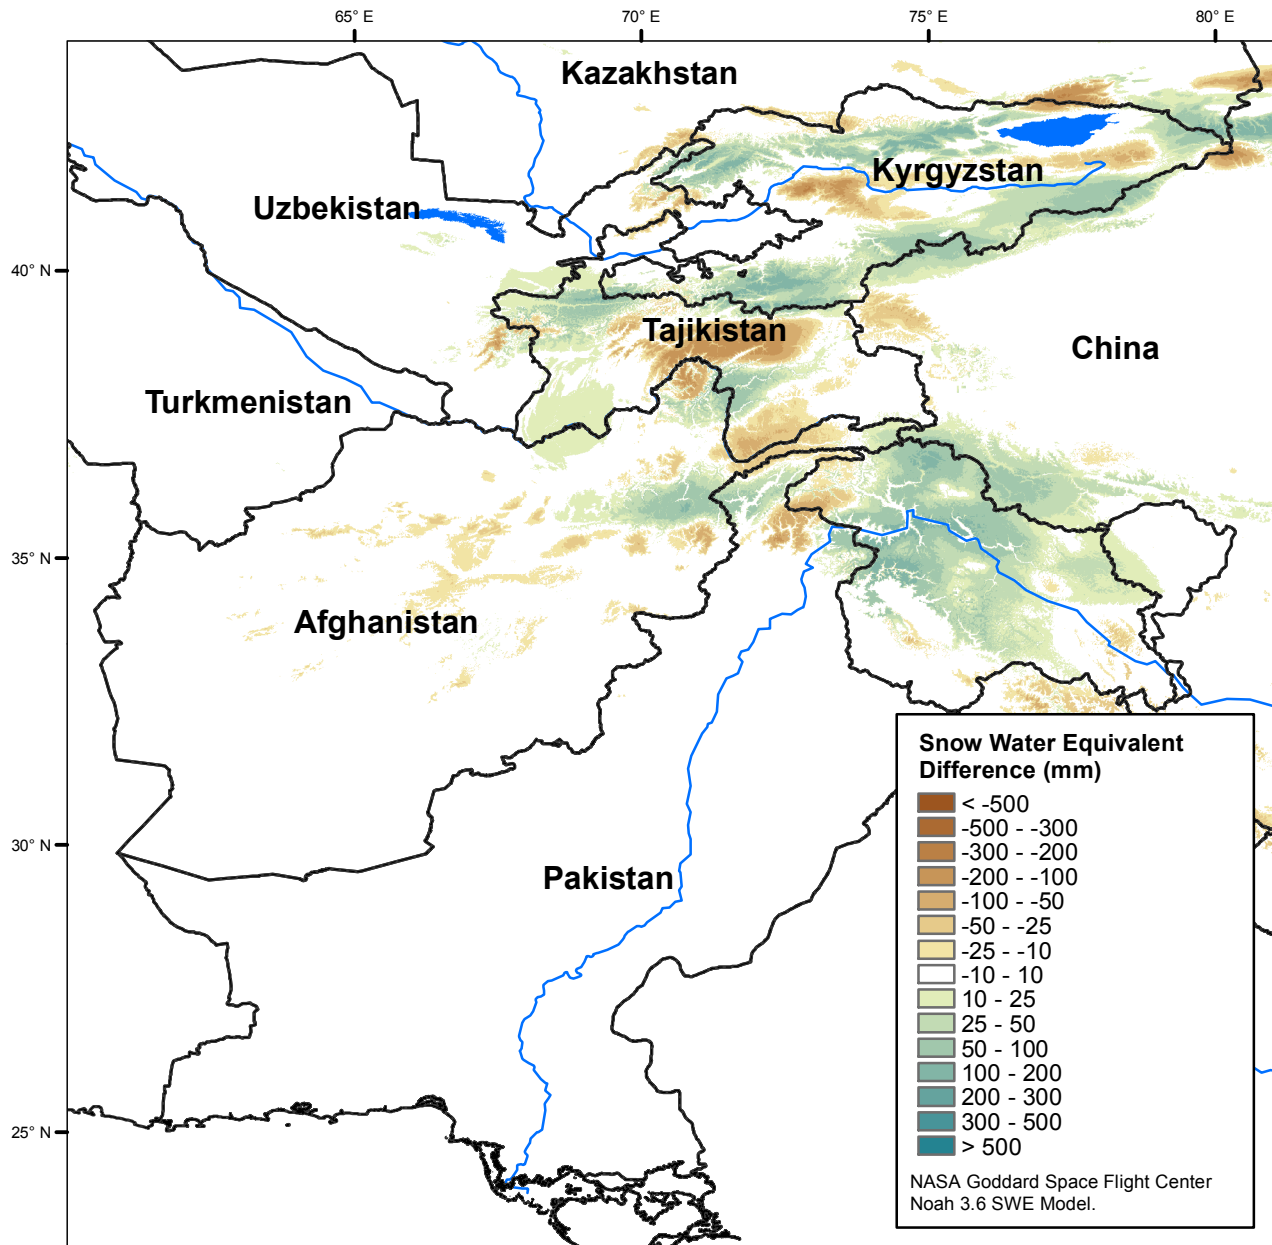 65° E
70° E
75° E
80° E
Kazakhstan
Kyrgyzstan
Uzbekistan
40° N
Tajikistan
China
Turkmenistan
35° N
Afghanistan
Snow Water Equivalent
Difference (mm)
< -500
-500 - -300
-300 - -200
-200 - -100
-100 - -50
-50 - -25
-25 - -10
-10 - 10
10 - 25
25 - 50
50 - 100
100 - 200
200 - 300
300 - 500
> 500
30° N
Pakistan
25° N
NASA Goddard Space Flight Center
Noah 3.6 SWE Model.